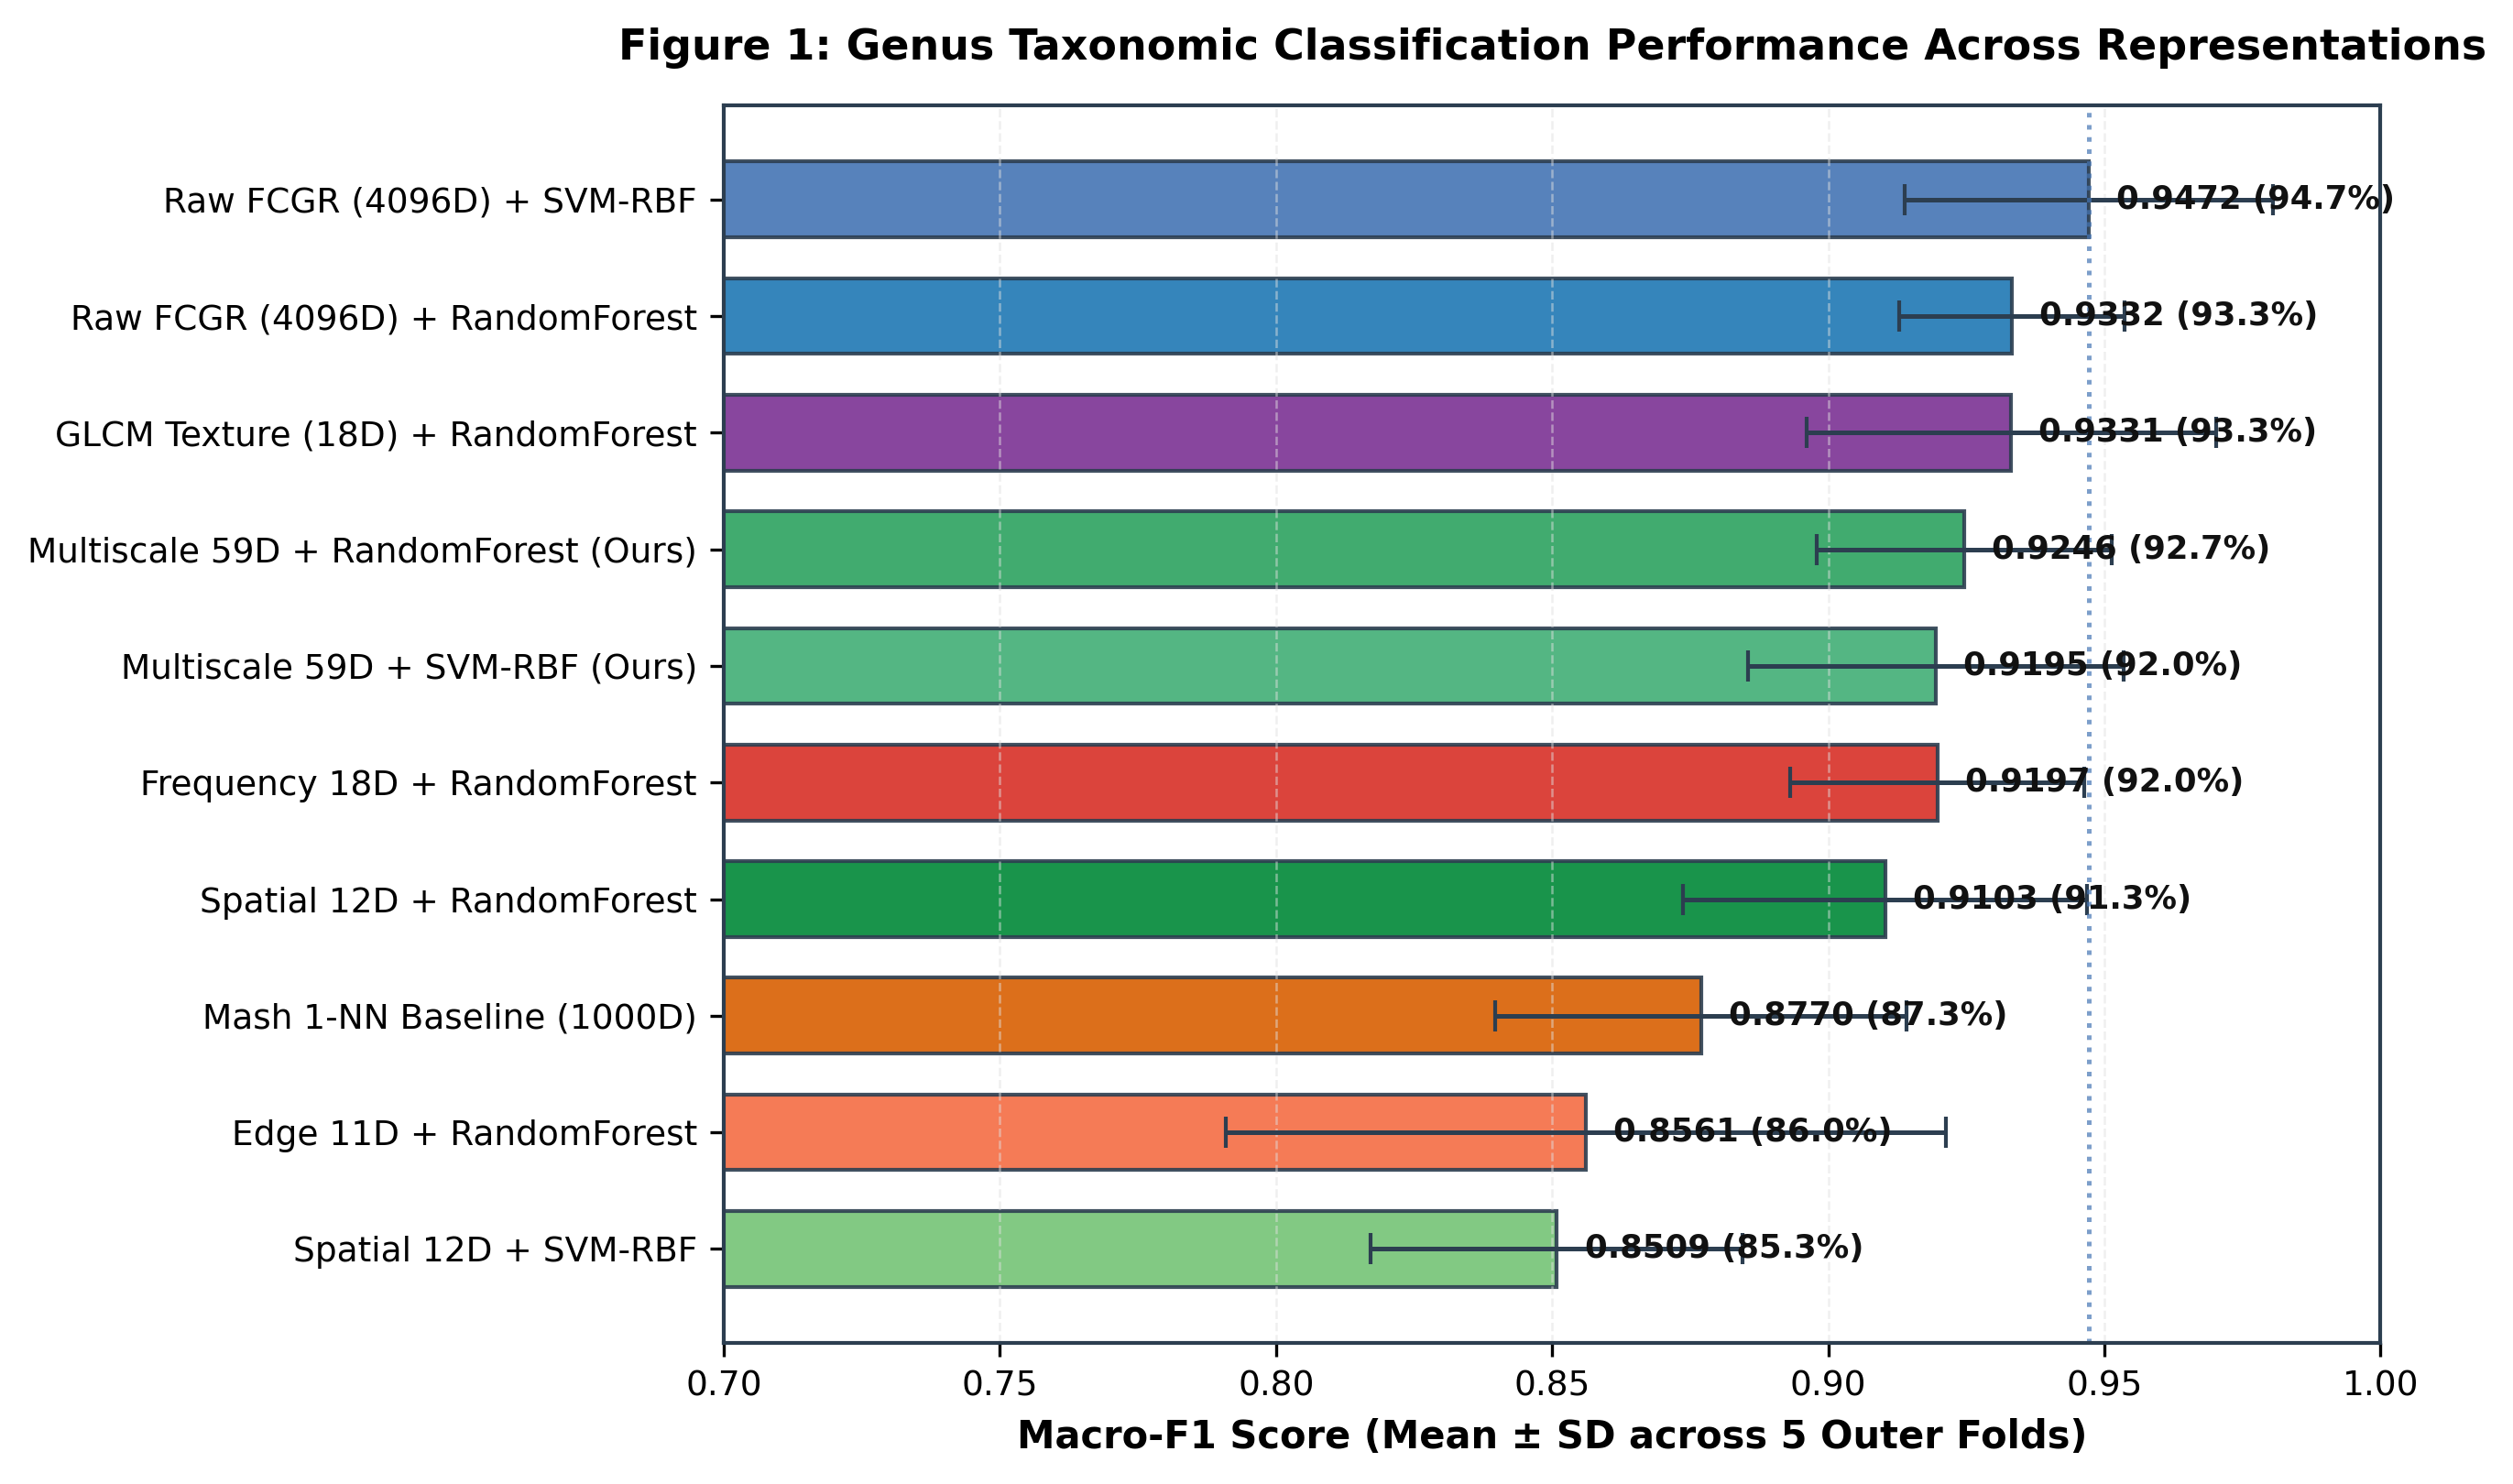 Figure 1: Genus Taxonomic Classification Performance Across Representations
Raw FCGR (4096D) + SVM-RBF
0.9472 (94.7%)
Raw FCGR (4096D) + RandomForest
0.9332 (93.3%)
GLCM Texture (18D) + RandomForest
0.9331 (93.3%)
Multiscale 59D + RandomForest (Ours)
0.9246 (92.7%)
Multiscale 59D + SVM-RBF (Ours)
0.9195 (92.0%)
Frequency 18D + RandomForest
0.9197 (92.0%)
Spatial 12D + RandomForest
0.9103 (91.3%)
Mash 1-NN Baseline (1000D)
0.8770 (87.3%)
Edge 11D + RandomForest
0.8561 (86.0%)
Spatial 12D + SVM-RBF
0.8509 (85.3%)
0.70 0.75 0.80 0.85 0.90 0.95 1.00
Macro-F1 Score (Mean ± SD across 5 Outer Folds)